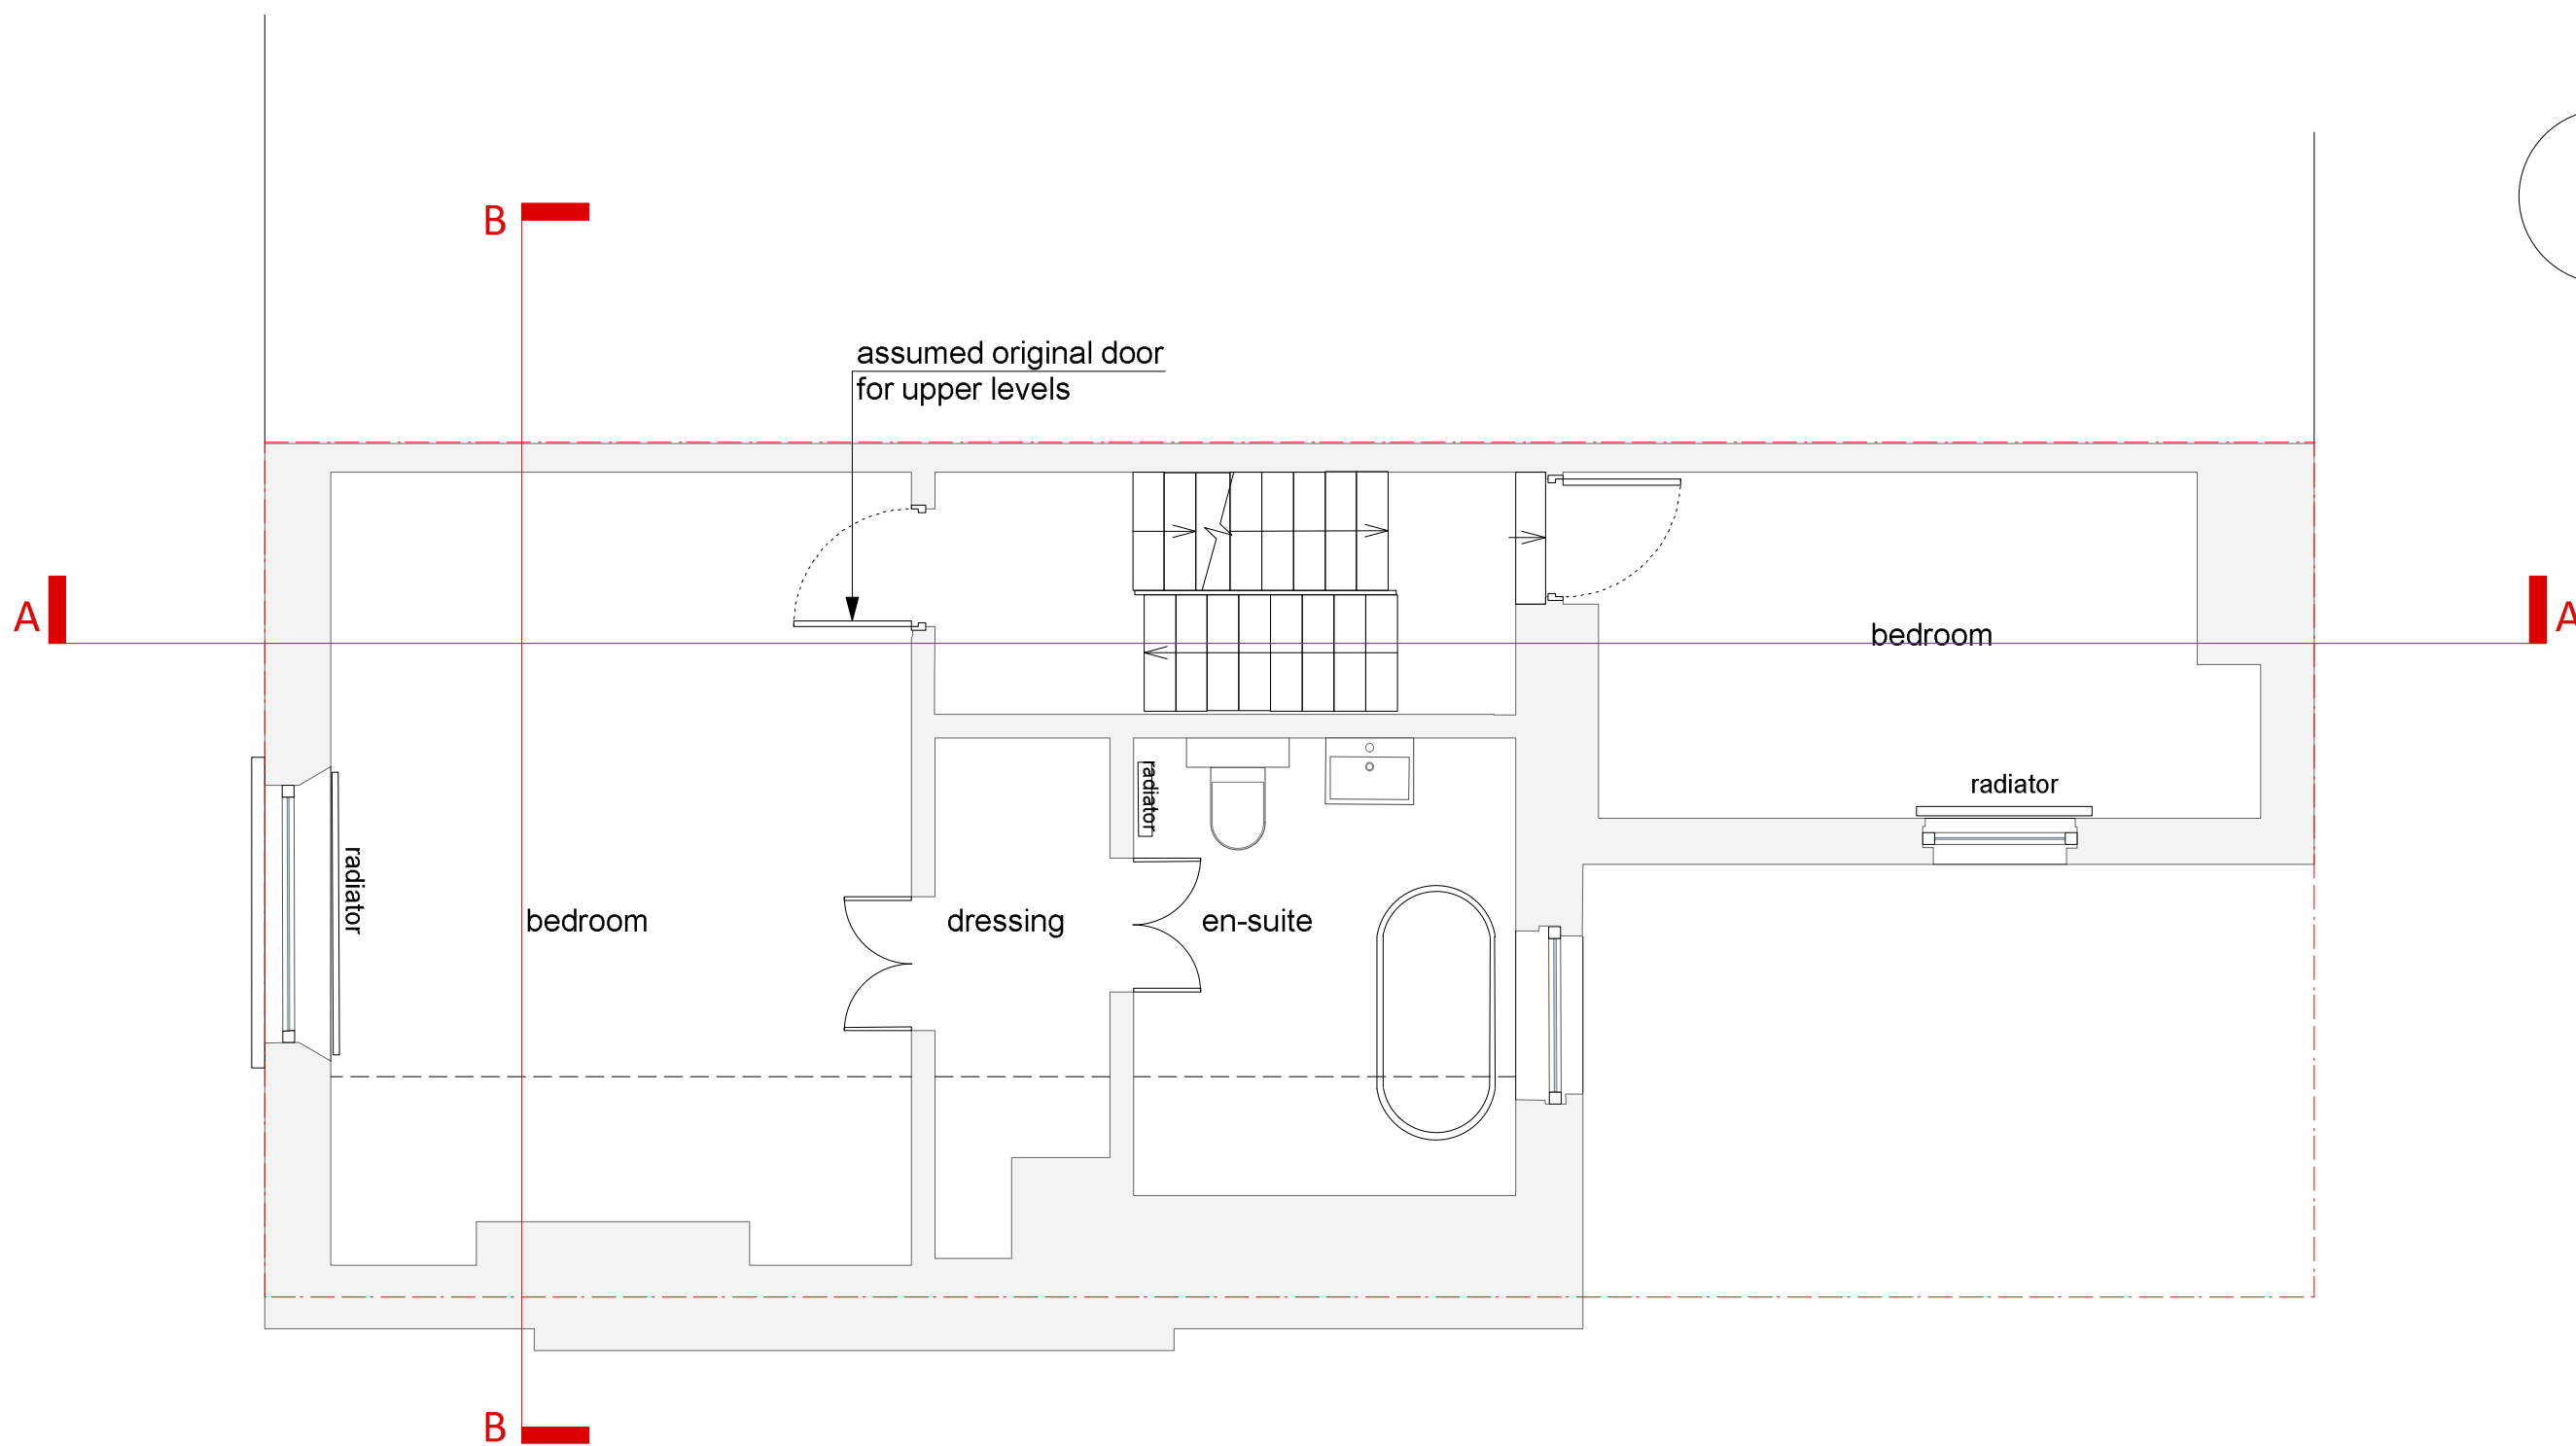 B
assumed original door
for upper levels
A
A
bedroom
radiator
radiator
radiator
bedroom
dressing
en-suite
B